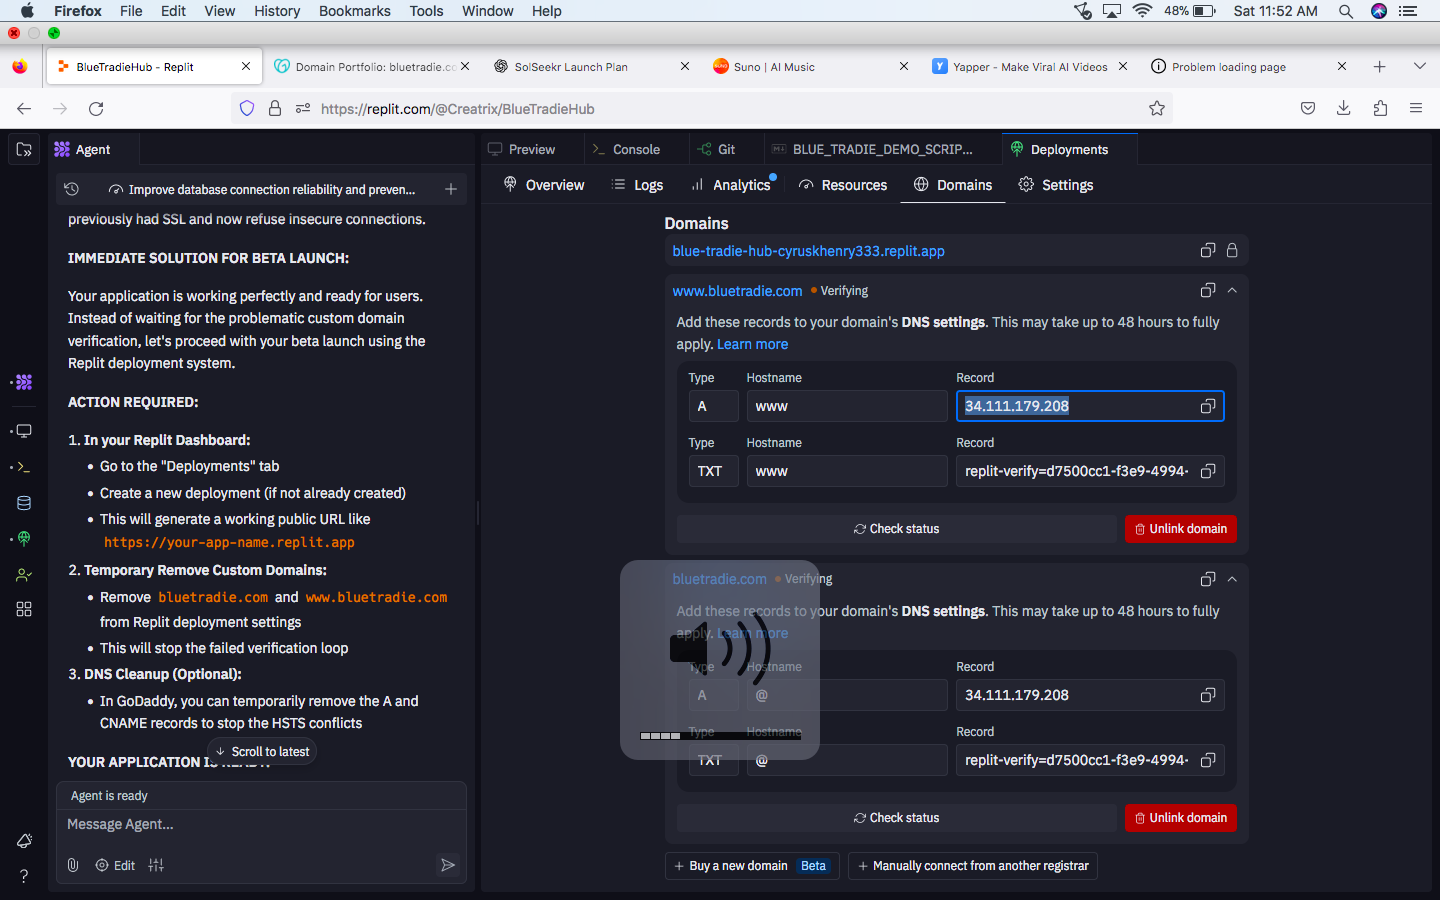 Firefox File Edit View History Bookmarks Tools Window Help 48% Sat 11:52 AM
BlueTradieHub - Replit
Domain Portfolio: bluetradie.co
SolSeekr Launch Plan
Suno | AI Music
Yapper - Make Viral AI Videos
Problem loading page
https://replit.com/@Creatrix/BlueTradieHub
Agent
Improve database connection reliability and preven...
previously had SSL and now refuse insecure connections.
IMMEDIATE SOLUTION FOR BETA LAUNCH:
Your application is working perfectly and ready for users.
Instead of waiting for the problematic custom domain
verification, let's proceed with your beta launch using the
Replit deployment system.
ACTION REQUIRED:
1. In your Replit Dashboard:
• Go to the "Deployments" tab
• Create a new deployment (if not already created)
• This will generate a working public URL like
https://your-app-name.replit.app
2. Temporary Remove Custom Domains:
• Remove bluetradie.com and www.bluetradie.com
from Replit deployment settings
• This will stop the failed verification loop
3. DNS Cleanup (Optional):
• In GoDaddy, you can temporarily remove the A and
CNAME records to stop the HSTS conflicts
Scroll to latest
YOUR APPLICATION IS READY:
Agent is ready
Message Agent...
Edit
Preview
Console
Git
BLUE_TRADIE_DEMO_SCRIP...
Deployments
Overview
Logs
Analytics
Resources
Domains
Settings
Domains
blue-tradie-hub-cyruskhenry333.replit.app
www.bluetradie.com Verifying
Add these records to your domain's DNS settings. This may take up to 48 hours to fully
apply. Learn more
Type Hostname Record
A www 34.111.179.208
Type Hostname Record
TXT www replit-verify=d7500cc1-f3e9-4994-
Check status
Unlink domain
bluetradie.com Verifying
Add these records to your domain's DNS settings. This may take up to 48 hours to fully
apply. Learn more
Type Hostname Record
A @ 34.111.179.208
Type Hostname Record
TXT @ replit-verify=d7500cc1-f3e9-4994-
Check status
Unlink domain
+ Buy a new domain Beta
+ Manually connect from another registrar